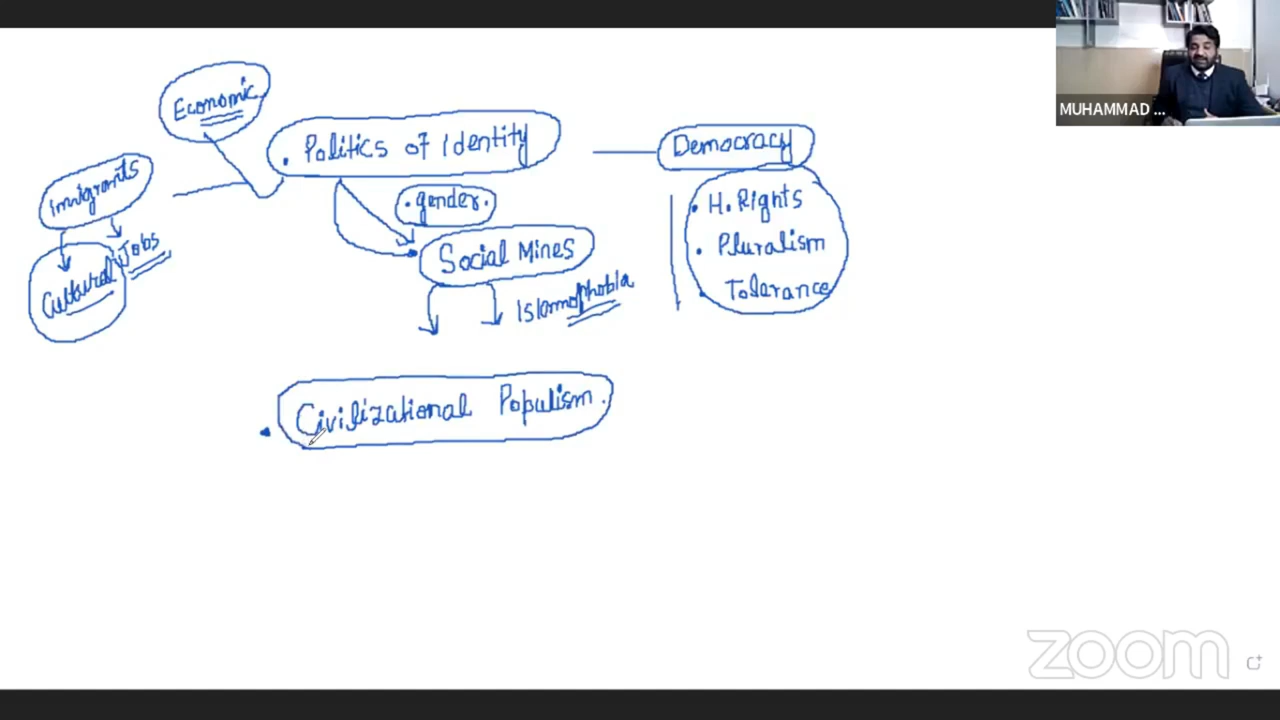 Economic
. Politics of Identity
Democracy
Immigrants
. gender .
. H. Rights
. Pluralism
. Tolerance
Jobs
Cultural
Social Mines
Islamophobia
. Civilizational Populism.
MUHAMMAD ...
zoom